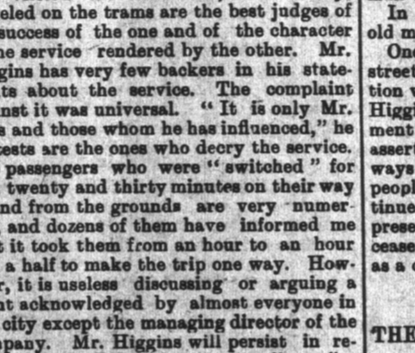 eled on the trams are the best judges of
success of the one and of the character
he service rendered by the other. Mr.
gins has very few backers in his state-
ts about the service. The complaint
inst it was universal. "It is only Mr.
s and those whom he has influenced," he
ests are the ones who decry the service.
passengers who were "switched" for
twenty and thirty minutes on their way
nd from the grounds are very numer-
, and dozens of them have informed me
t it took them from an hour to an hour
a half to make the trip one way. How-
r, it is useless discussing or arguing a
nt acknowledged by almost everyone in
city except the managing director of the
pany. Mr. Higgins will persist in re-
In
old m
One
street
tion v
Higgi
ment
assert
ways
peopl
tinue
prese
cease
as a c
THE